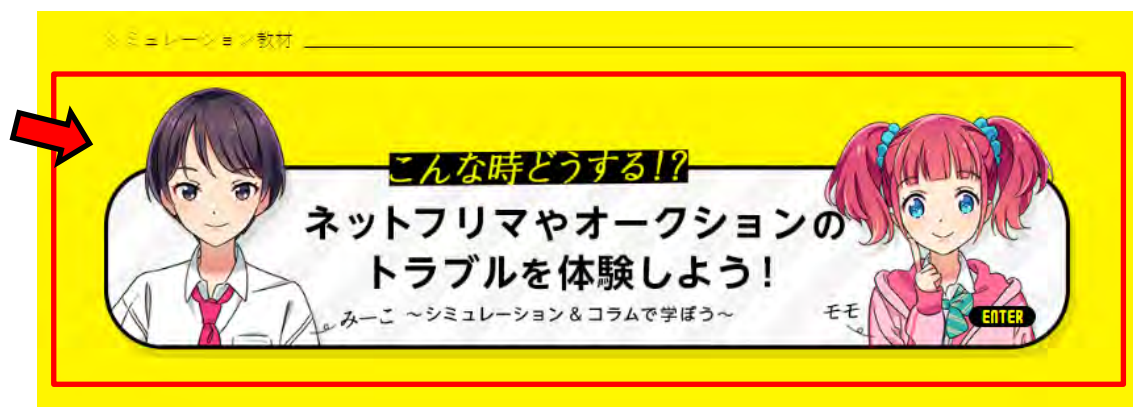 シミュレーション教材
こんな時どうする!?
ネットフリマやオークションの
トラブルを体験しよう!
みーこ ～シミュレーション&コラムで学ぼう～ モモ
ENTER